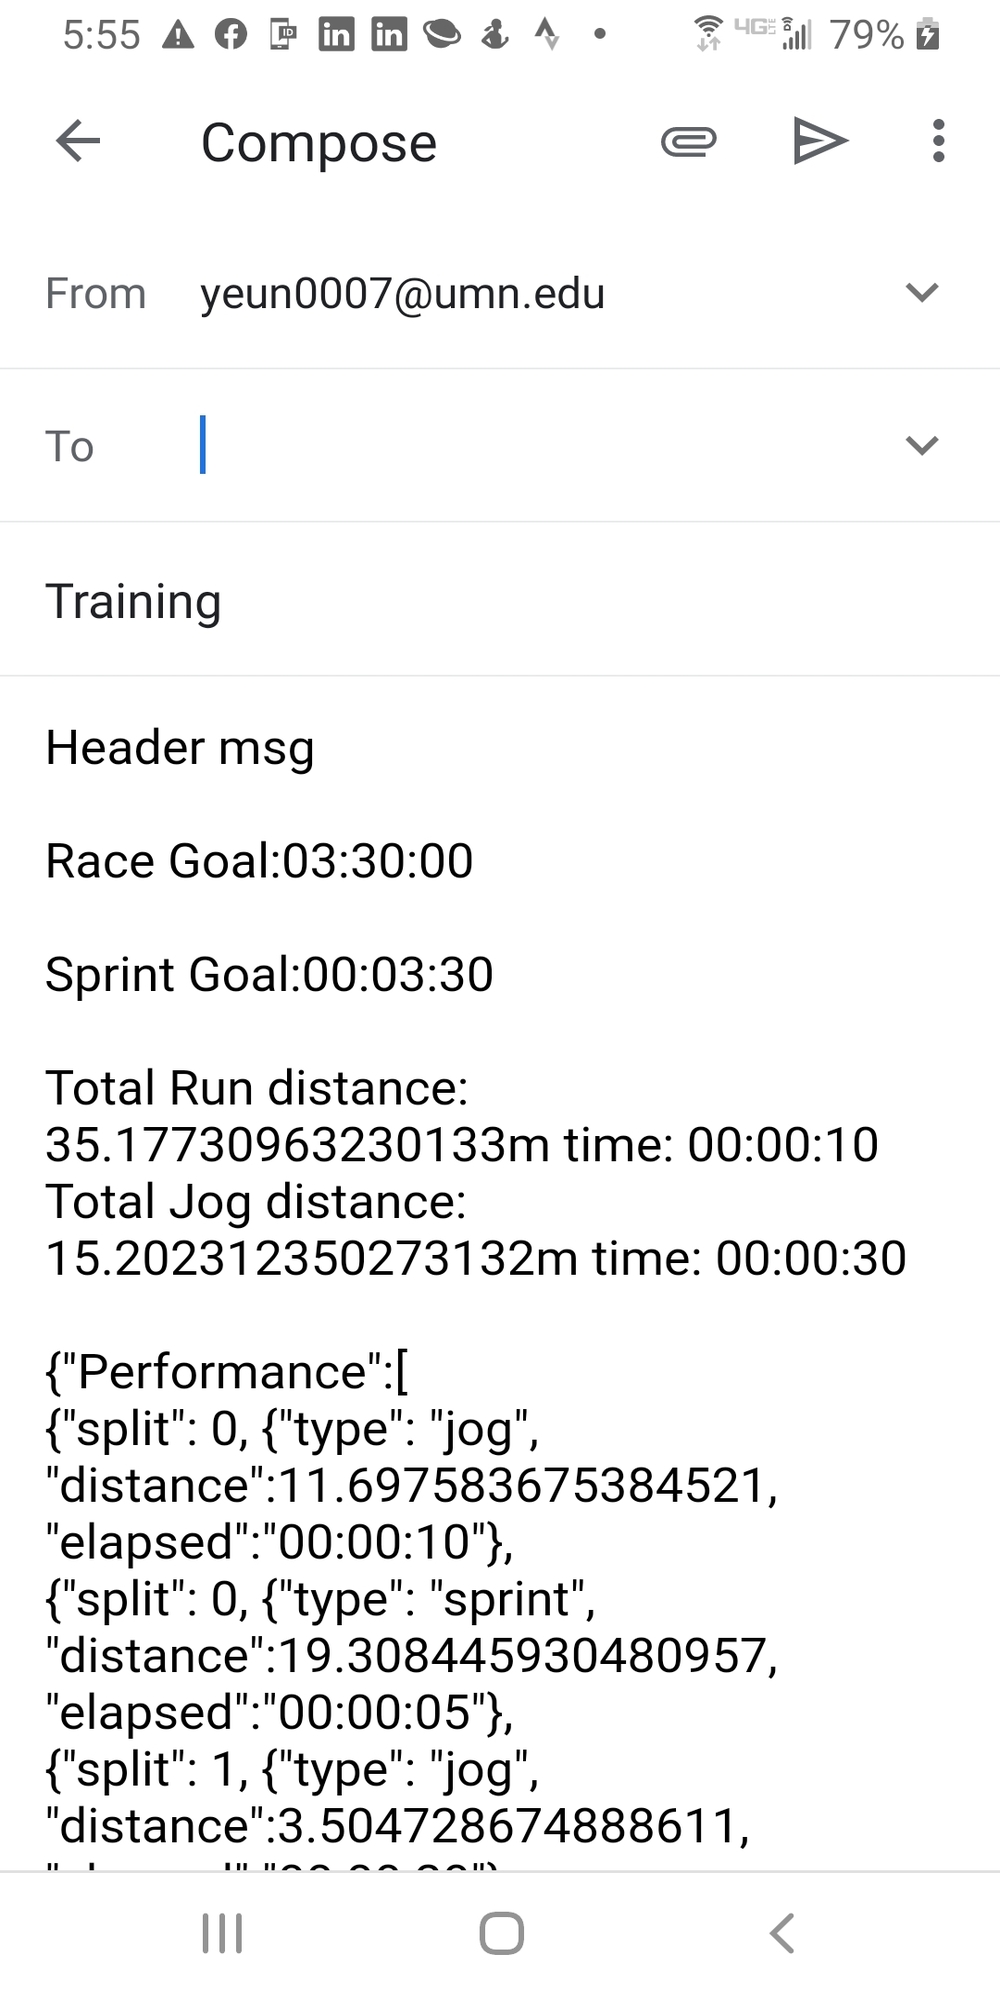 5:55
79%
Compose
From yeun0007@umn.edu
To
Training
Header msg
Race Goal:03:30:00
Sprint Goal:00:03:30
Total Run distance:
35.17730963230133m time: 00:00:10
Total Jog distance:
15.202312350273132m time: 00:00:30
{"Performance":[
{"split": 0, {"type": "jog",
"distance":11.697583675384521,
"elapsed":"00:00:10"},
{"split": 0, {"type": "sprint",
"distance":19.308445930480957,
"elapsed":"00:00:05"},
{"split": 1, {"type": "jog",
"distance":3.504728674888611,